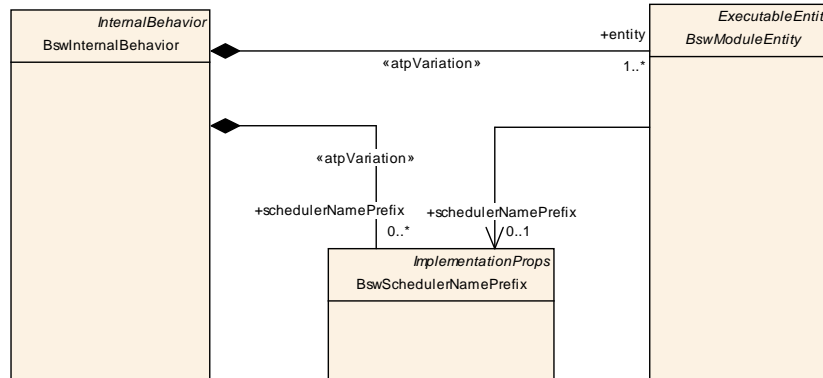 InternalBehavior
BswInternalBehavior
ExecutableEntit
BswModuleEntity
+entity
«atpVariation»
1..*
«atpVariation»
+schedulerNamePrefix
0..*
+schedulerNamePrefix
0..1
ImplementationProps
BswSchedulerNamePrefix